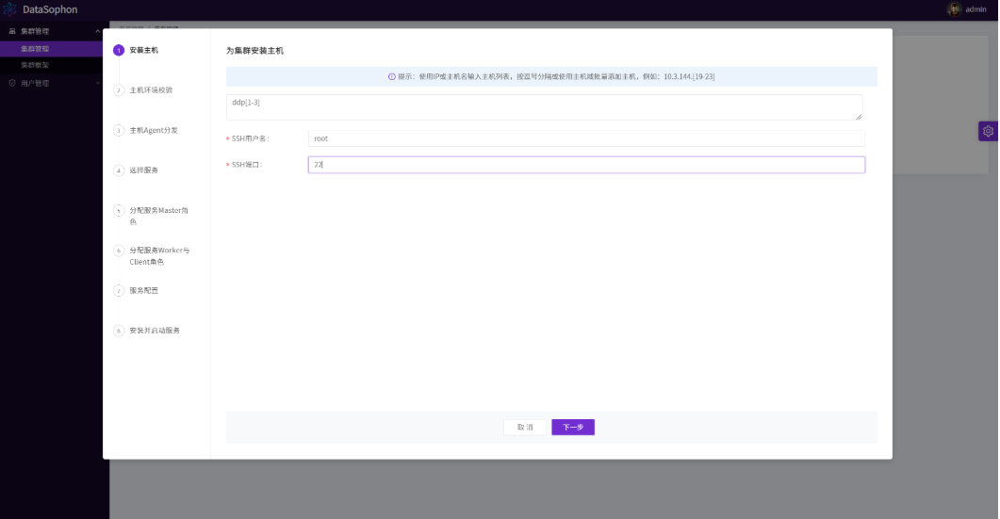 DataSophon
admin
集群管理
集群管理
集群框架
用户管理
1 安装主机
2 主机环境校验
3 主机Agent分发
4 选择服务
5 分配服务Master角
色
6 分配服务Worker与
Client角色
7 服务配置
8 安装并启动服务
为集群安装主机
提示：使用IP或主机名输入主机列表，按逗号分隔或使用主机域批量添加主机，例如：10.3.144.[19-23]
ddp[1-3]
* SSH用户名：
root
* SSH端口：
22
取 消
下一步